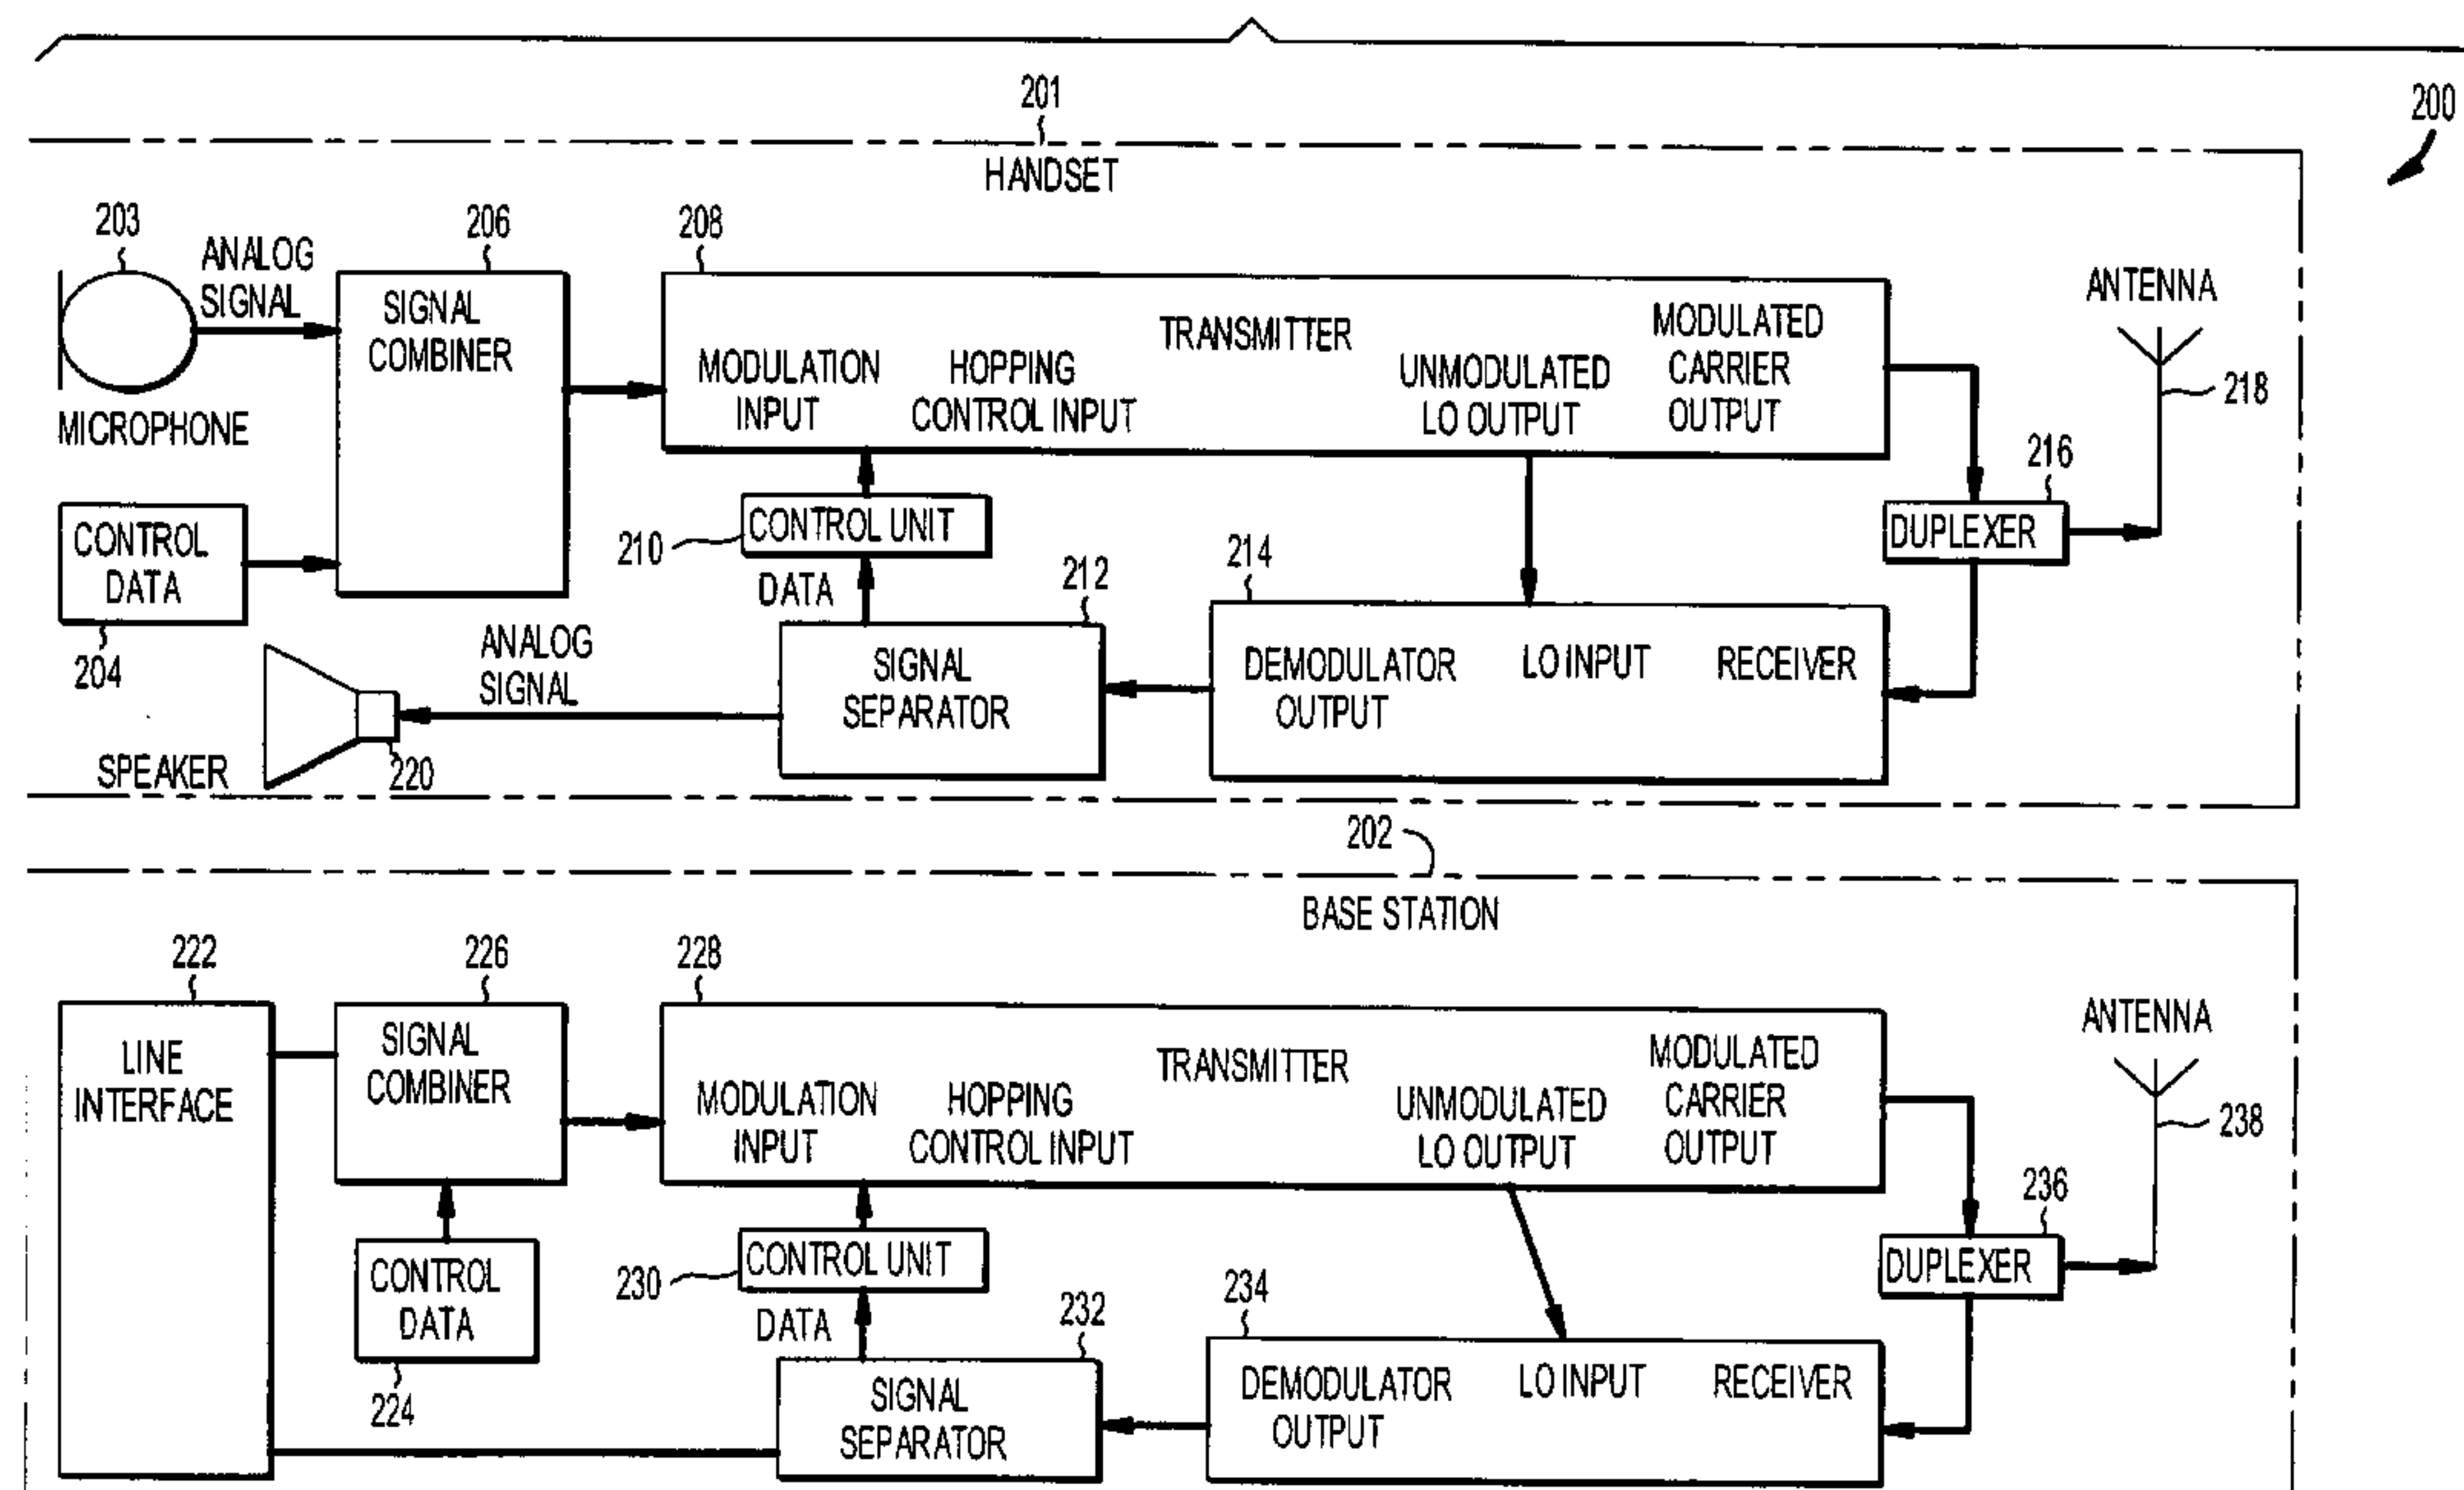 200
201
HANDSET
203
ANALOG
SIGNAL
206
208
SIGNAL
COMBINER
TRANSMITTER
MODULATED
CARRIER
OUTPUT
MODULATION
INPUT
HOPPING
CONTROL INPUT
UNMODULATED
LO OUTPUT
ANTENNA
218
MICROPHONE
216
DUPLEXER
CONTROL
DATA
204
210
CONTROL UNIT
DATA
212
214
ANALOG
SIGNAL
SIGNAL
SEPARATOR
DEMODULATOR
OUTPUT
LO INPUT
RECEIVER
SPEAKER
220
202
BASE STATION
222
226
228
LINE
INTERFACE
SIGNAL
COMBINER
TRANSMITTER
MODULATED
CARRIER
OUTPUT
MODULATION
INPUT
HOPPING
CONTROL INPUT
UNMODULATED
LO OUTPUT
ANTENNA
238
236
DUPLEXER
CONTROL
DATA
224
230
CONTROL UNIT
DATA
232
234
SIGNAL
SEPARATOR
DEMODULATOR
OUTPUT
LO INPUT
RECEIVER